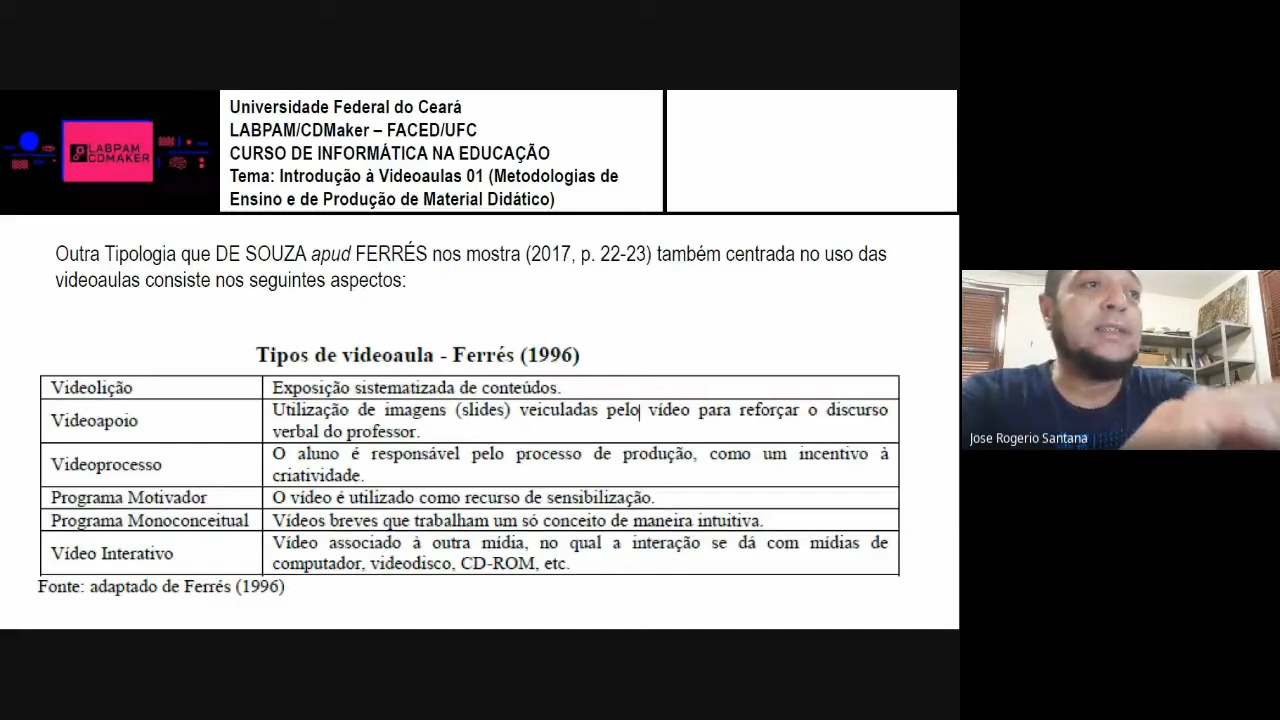 Universidade Federal do Ceará
LABPAM/CDMaker – FACED/UFC
CURSO DE INFORMÁTICA NA EDUCAÇÃO
Tema: Introdução à Videoaulas 01 (Metodologias de
Ensino e de Produção de Material Didático)
LABPAM
CDMAKER
Outra Tipologia que DE SOUZA apud FERRÉS nos mostra (2017, p. 22-23) também centrada no uso das
videoaulas consiste nos seguintes aspectos:
Tipos de videoaula - Ferrés (1996)
Videolição Exposição sistematizada de conteúdos.
Videoapoio Utilização de imagens (slides) veiculadas pelo vídeo para reforçar o discurso
verbal do professor.
Videoprocesso O aluno é responsável pelo processo de produção, como um incentivo à
criatividade.
Programa Motivador O vídeo é utilizado como recurso de sensibilização.
Programa Monoconceitual Vídeos breves que trabalham um só conceito de maneira intuitiva.
Vídeo Interativo Vídeo associado à outra mídia, no qual a interação se dá com mídias de
computador, videodisco, CD-ROM, etc.
Fonte: adaptado de Ferrés (1996)
Jose Rogerio Santana